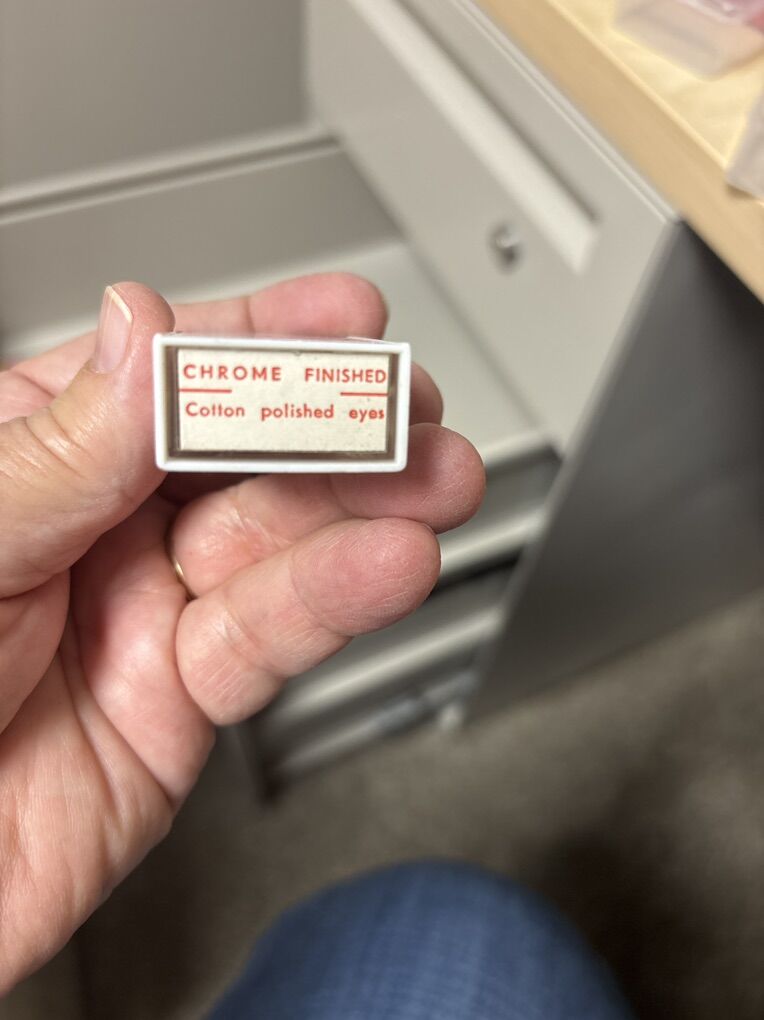 CHROME FINISHED
Cotton polished eyes